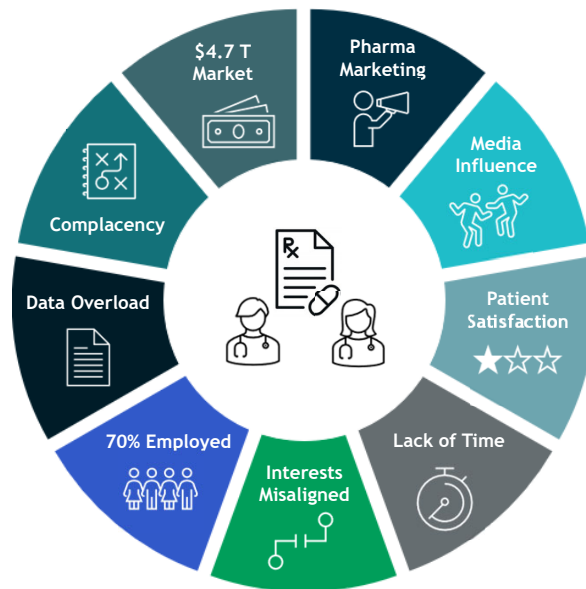 $4.7 T
Market
Pharma
Marketing
Media
Influence
Patient
Satisfaction
Lack of Time
Interests
Misaligned
70% Employed
Data Overload
Complacency
Rx